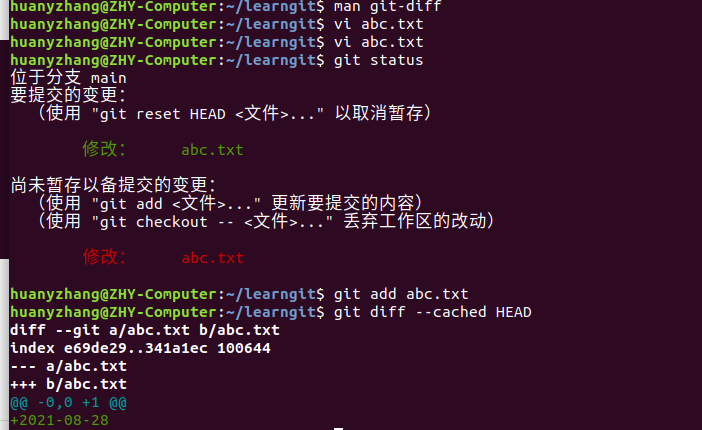 huanyzhang@ZHY-Computer:~/learngit$ man git-diff
huanyzhang@ZHY-Computer:~/learngit$ vi abc.txt
huanyzhang@ZHY-Computer:~/learngit$ vi abc.txt
huanyzhang@ZHY-Computer:~/learngit$ git status
位于分支 main
要提交的变更：
（使用 "git reset HEAD <文件>..." 以取消暂存）
修改： abc.txt
尚未暂存以备提交的变更：
（使用 "git add <文件>..." 更新要提交的内容）
（使用 "git checkout -- <文件>..." 丢弃工作区的改动）
修改： abc.txt
huanyzhang@ZHY-Computer:~/learngit$ git add abc.txt
huanyzhang@ZHY-Computer:~/learngit$ git diff --cached HEAD
diff --git a/abc.txt b/abc.txt
index e69de29..341a1ec 100644
--- a/abc.txt
+++ b/abc.txt
@@ -0,0 +1 @@
+2021-08-28